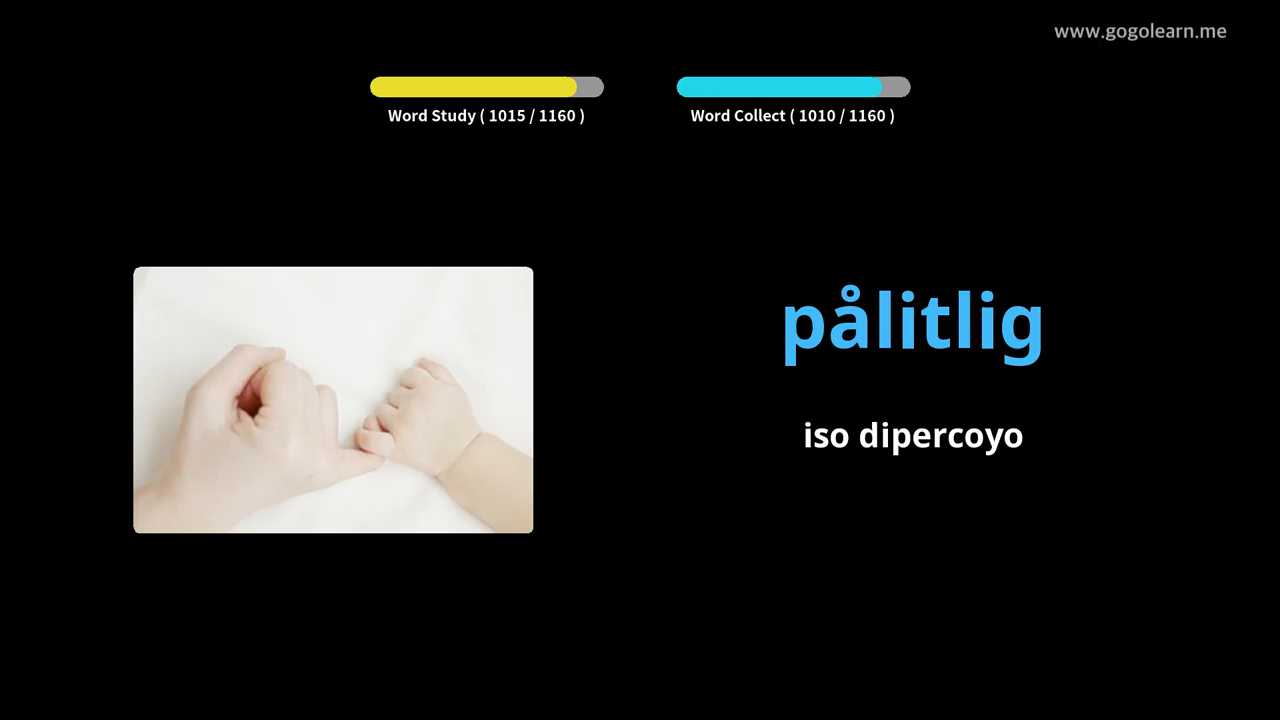 www.gogolearn.me
Word Study ( 1015 / 1160 )
Word Collect ( 1010 / 1160 )
pålitlig
iso dipercoyo